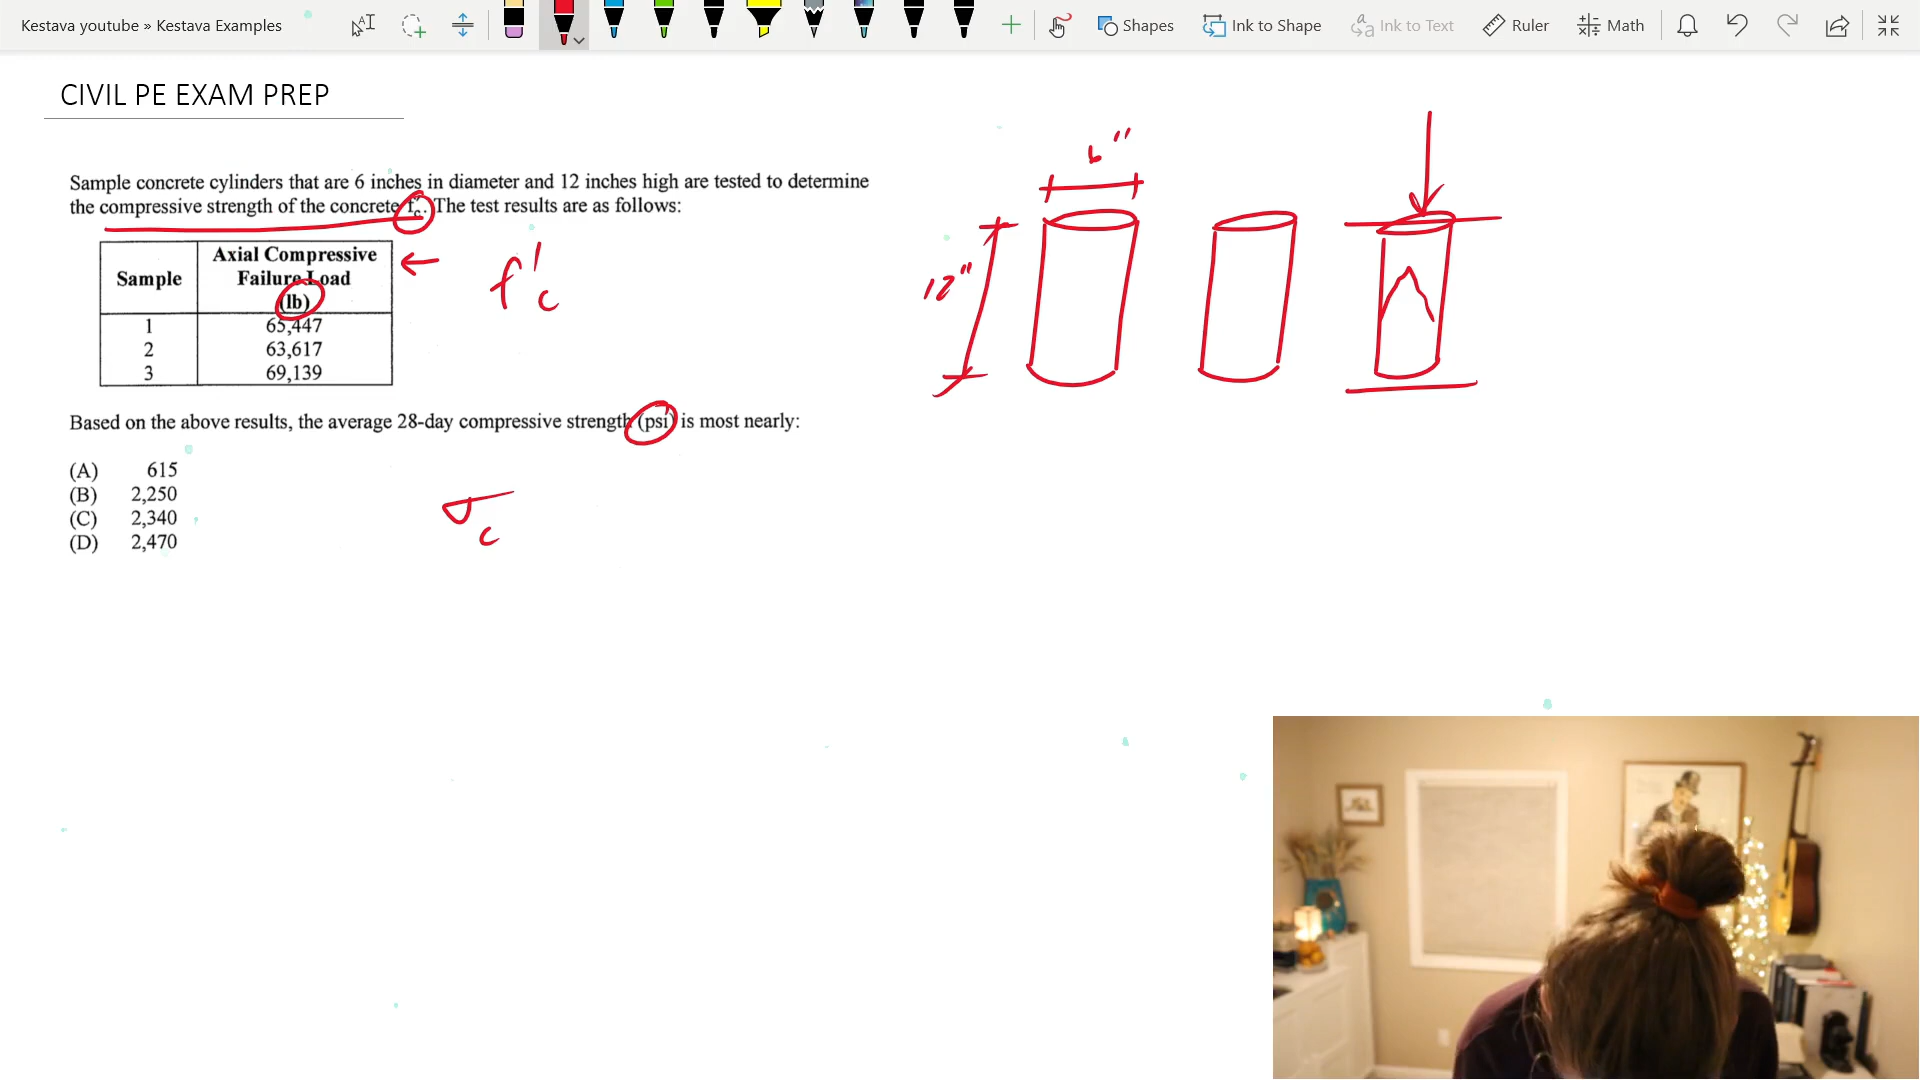 Kestava youtube » Kestava Examples
Shapes
Ink to Shape
Ink to Text
Ruler
Math
CIVIL PE EXAM PREP
Sample concrete cylinders that are 6 inches in diameter and 12 inches high are tested to determine
the compressive strength of the concrete f'c. The test results are as follows:
Sample
Axial Compressive
Failure Load
(lb)
1 65,447
2 63,617
3 69,139
f'c
6"
12"
Based on the above results, the average 28-day compressive strength (psi) is most nearly:
(A) 615
(B) 2,250
(C) 2,340
(D) 2,470
σc